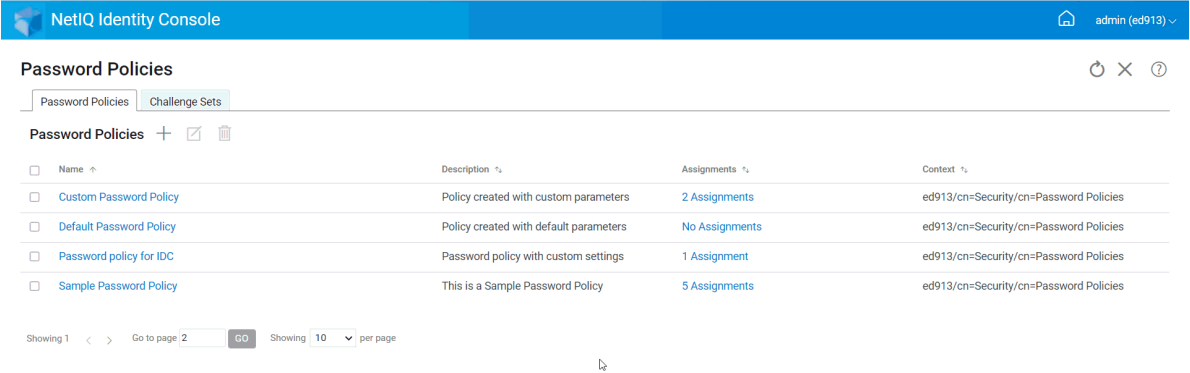 NetIQ Identity Console admin (ed913)
Password Policies
Password Policies Challenge Sets
Password Policies
Name Description Assignments Context
Custom Password Policy Policy created with custom parameters 2 Assignments ed913/cn=Security/cn=Password Policies
Default Password Policy Policy created with default parameters No Assignments ed913/cn=Security/cn=Password Policies
Password policy for IDC Password policy with custom settings 1 Assignment ed913/cn=Security/cn=Password Policies
Sample Password Policy This is a Sample Password Policy 5 Assignments ed913/cn=Security/cn=Password Policies
Showing 1 Go to page 2 GO Showing 10 per page